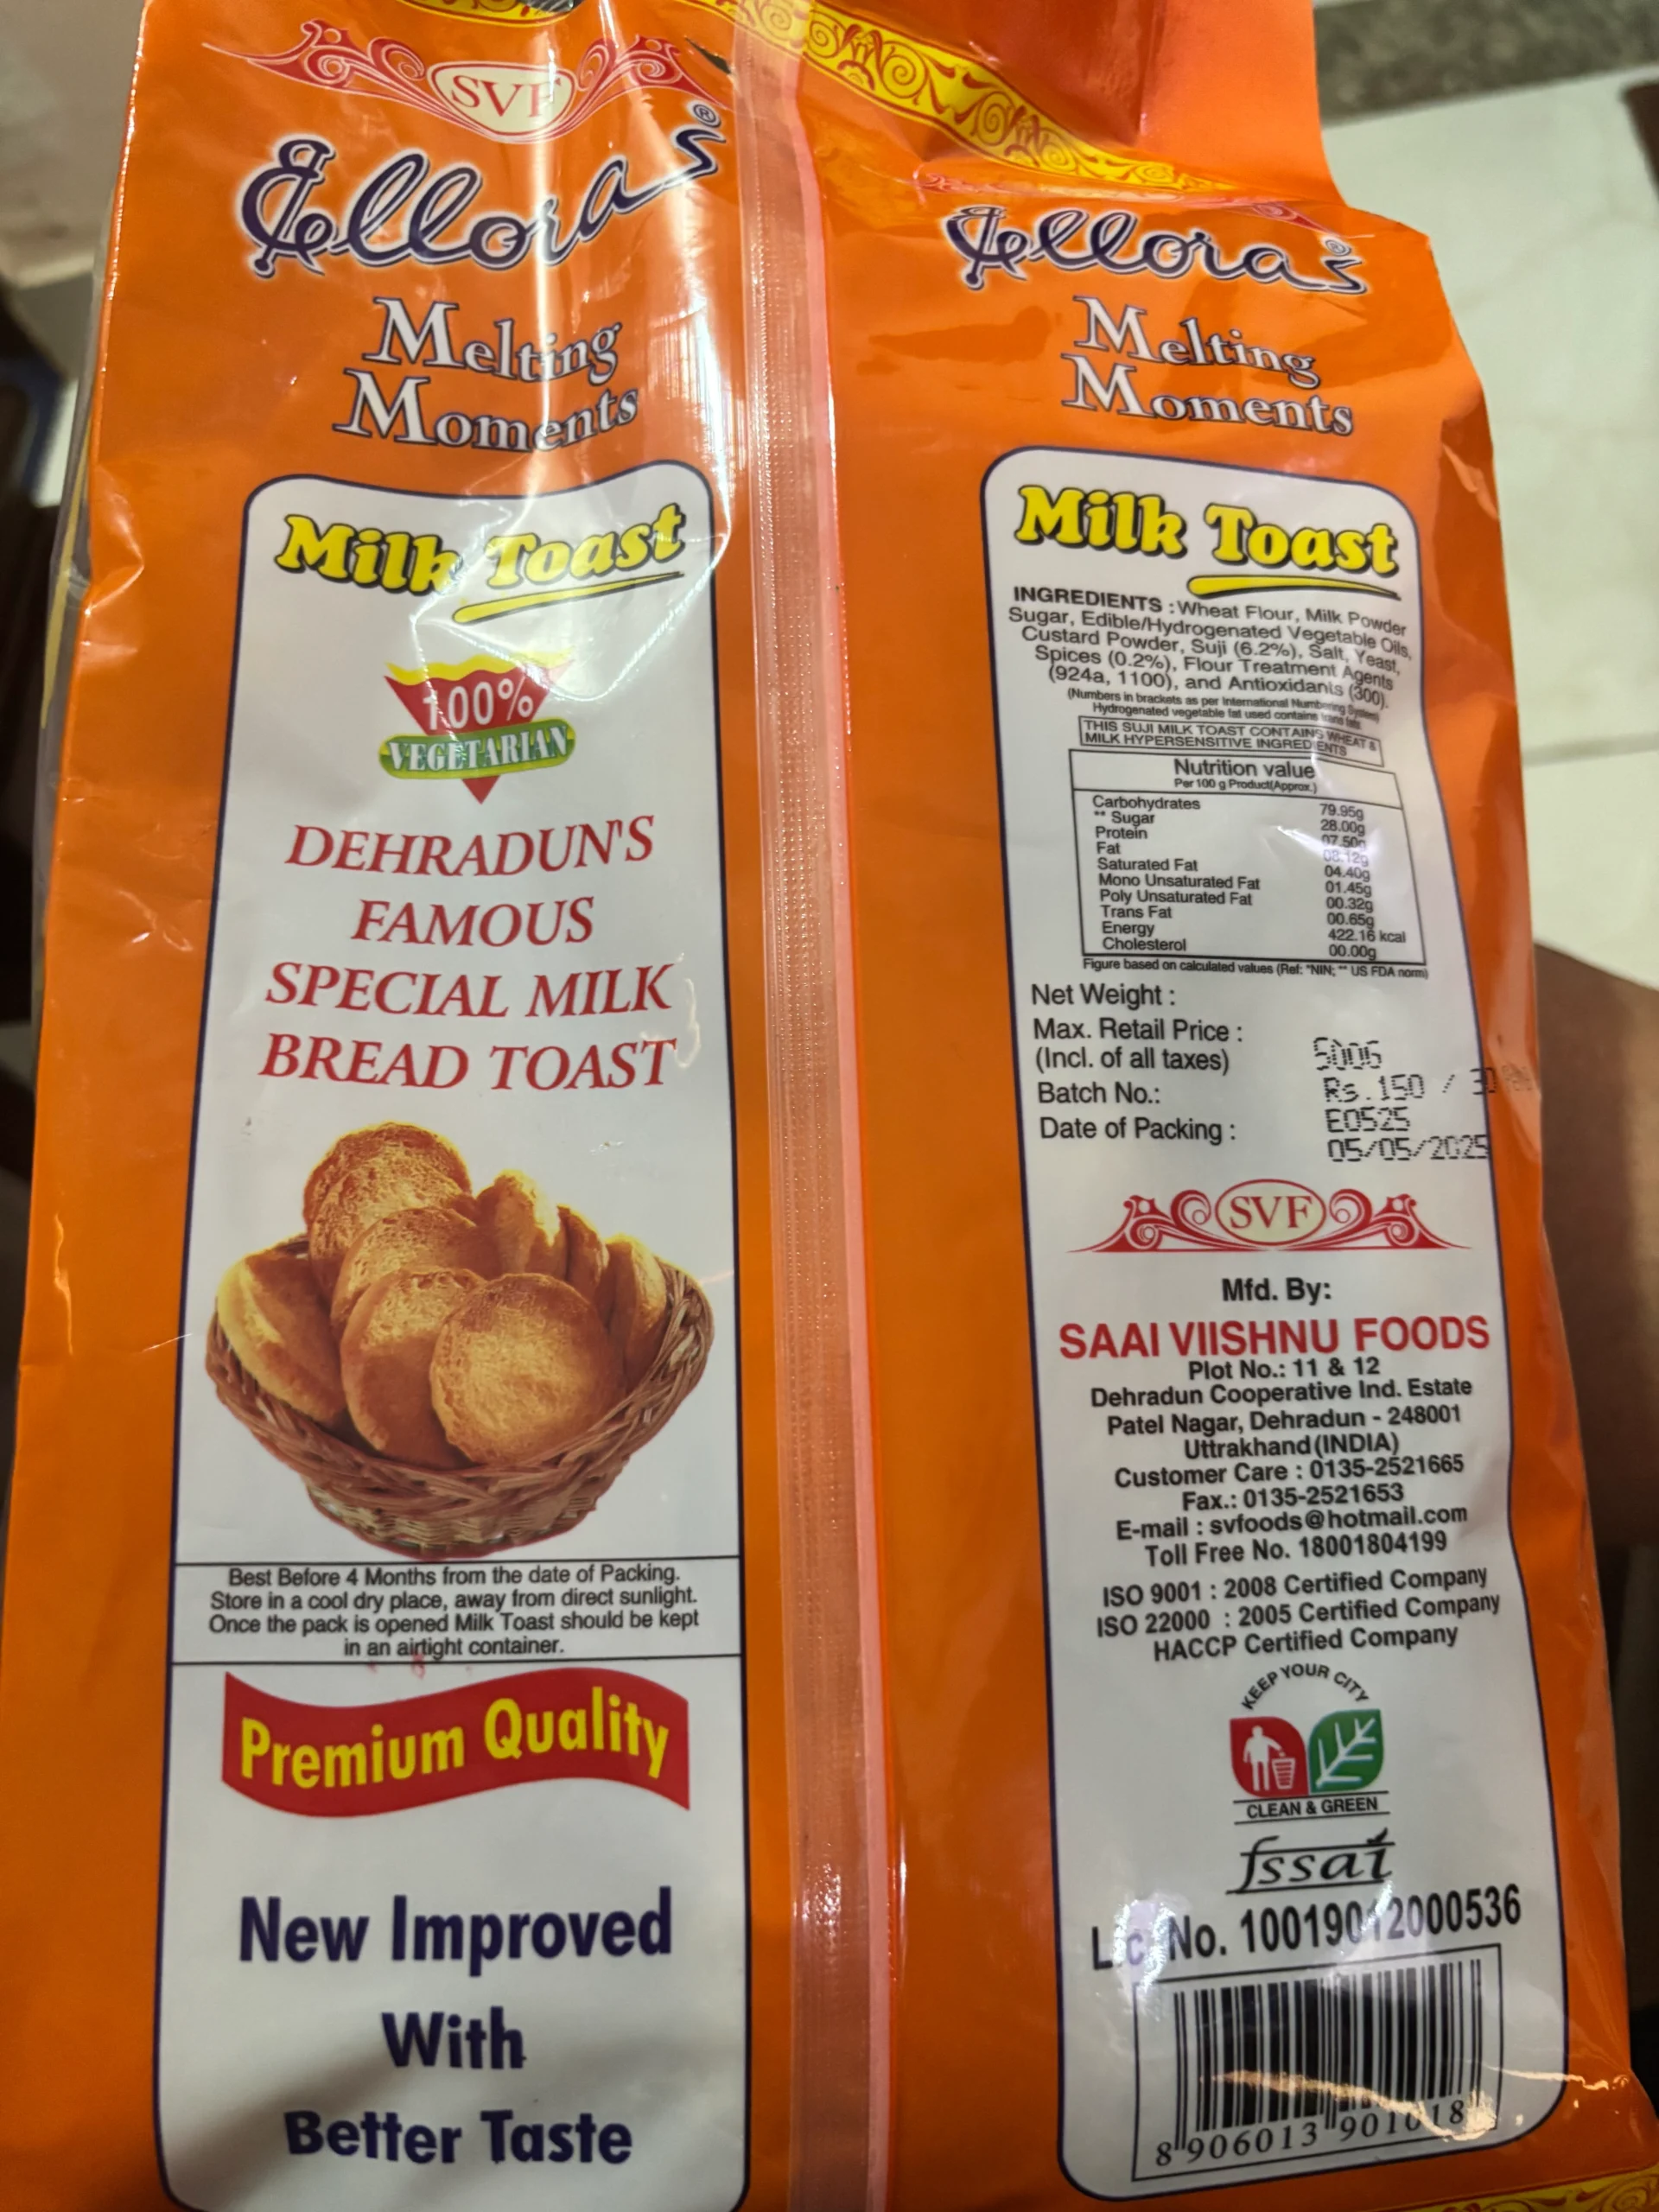 SVF
Elloras®
Melting
Moments
Milk Toast
100%
VEGETARIAN
DEHRADUN'S
FAMOUS
SPECIAL MILK
BREAD TOAST
Best Before 4 Months from the date of Packing.
Store in a cool dry place, away from direct sunlight.
Once the pack is opened Milk Toast should be kept
in an airtight container.
Premium Quality
New Improved
With
Better Taste
Elloras®
Melting
Moments
Milk Toast
INGREDIENTS : Wheat Flour, Milk Powder
Sugar, Edible/Hydrogenated Vegetable Oils,
Custard Powder, Suji (6.2%), Salt, Yeast,
Spices (0.2%), Flour Treatment Agents
(924a, 1100), and Antioxidants (300).
(Numbers in brackets as per International Numbering System)
Hydrogenated vegetable fat used contains trans fats
THIS SUJI MILK TOAST CONTAINS WHEAT &
MILK HYPERSENSITIVE INGREDIENTS
Nutrition value
Per 100 g Product(Approx.)
Carbohydrates 79.95g
** Sugar 28.00g
Protein 07.50g
Fat 08.12g
Saturated Fat 04.40g
Mono Unsaturated Fat 01.45g
Poly Unsaturated Fat 00.32g
Trans Fat 00.65g
Energy 422.16 kcal
Cholesterol 00.00g
Figure based on calculated values (Ref: *NIN; ** US FDA norm)
Net Weight :
Max. Retail Price :
(Incl. of all taxes) 500G
Batch No.: Rs.150 /
E0525
Date of Packing : 05/05/2025
SVF
Mfd. By:
SAAI VIISHNU FOODS
Plot No.: 11 & 12
Dehradun Cooperative Ind. Estate
Patel Nagar, Dehradun - 248001
Uttrakhand (INDIA)
Customer Care : 0135-2521665
Fax.: 0135-2521653
E-mail : svfoods@hotmail.com
Toll Free No. 18001804199
ISO 9001 : 2008 Certified Company
ISO 22000 : 2005 Certified Company
HACCP Certified Company
KEEP YOUR CITY
CLEAN & GREEN
fssai
Lic. No. 10019012000536
8 906013 901018